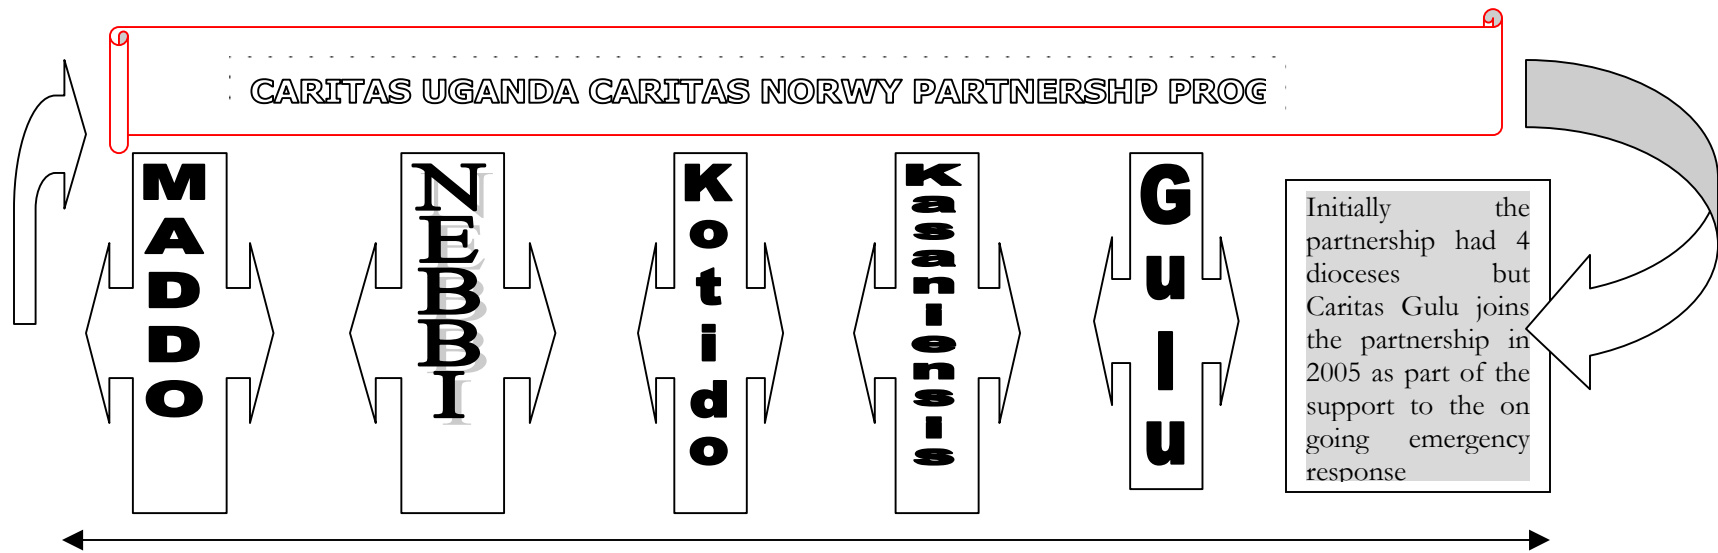 CARITAS UGANDA CARITAS NORWY PARTNERSHP PROG
MADDO
NEBBI
Kotido
Kasanionsis
Gulu
Initially the
partnership had 4
dioceses but
Caritas Gulu joins
the partnership in
2005 as part of the
support to the on
going emergency
response